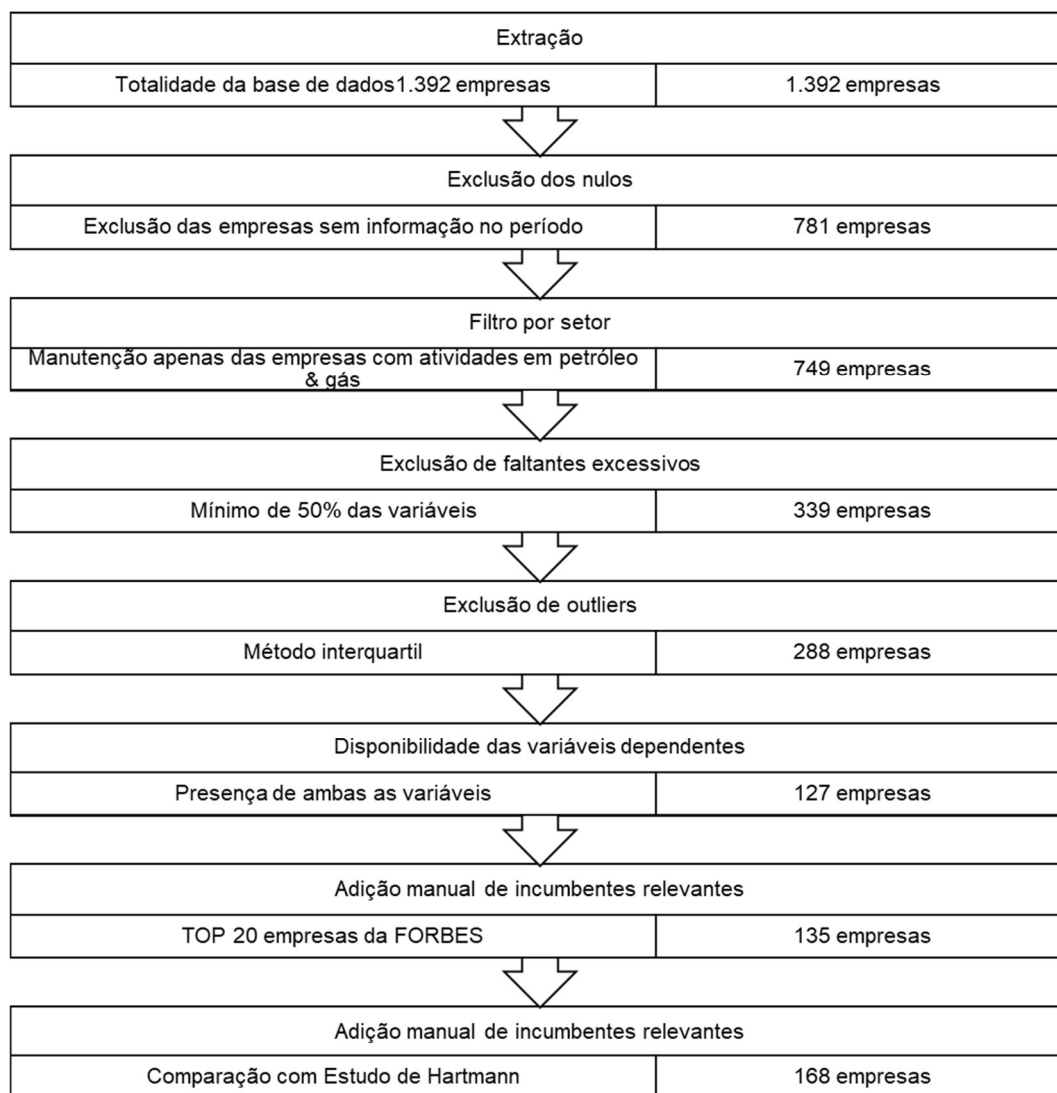 Extração
Totalidade da base de dados1.392 empresas
1.392 empresas
Exclusão dos nulos
Exclusão das empresas sem informação no período
781 empresas
Filtro por setor
Manutenção apenas das empresas com atividades em petróleo
& gás
749 empresas
Exclusão de faltantes excessivos
Mínimo de 50% das variáveis
339 empresas
Exclusão de outliers
Método interquartil
288 empresas
Disponibilidade das variáveis dependentes
Presença de ambas as variáveis
127 empresas
Adição manual de incumbentes relevantes
TOP 20 empresas da FORBES
135 empresas
Adição manual de incumbentes relevantes
Comparação com Estudo de Hartmann
168 empresas